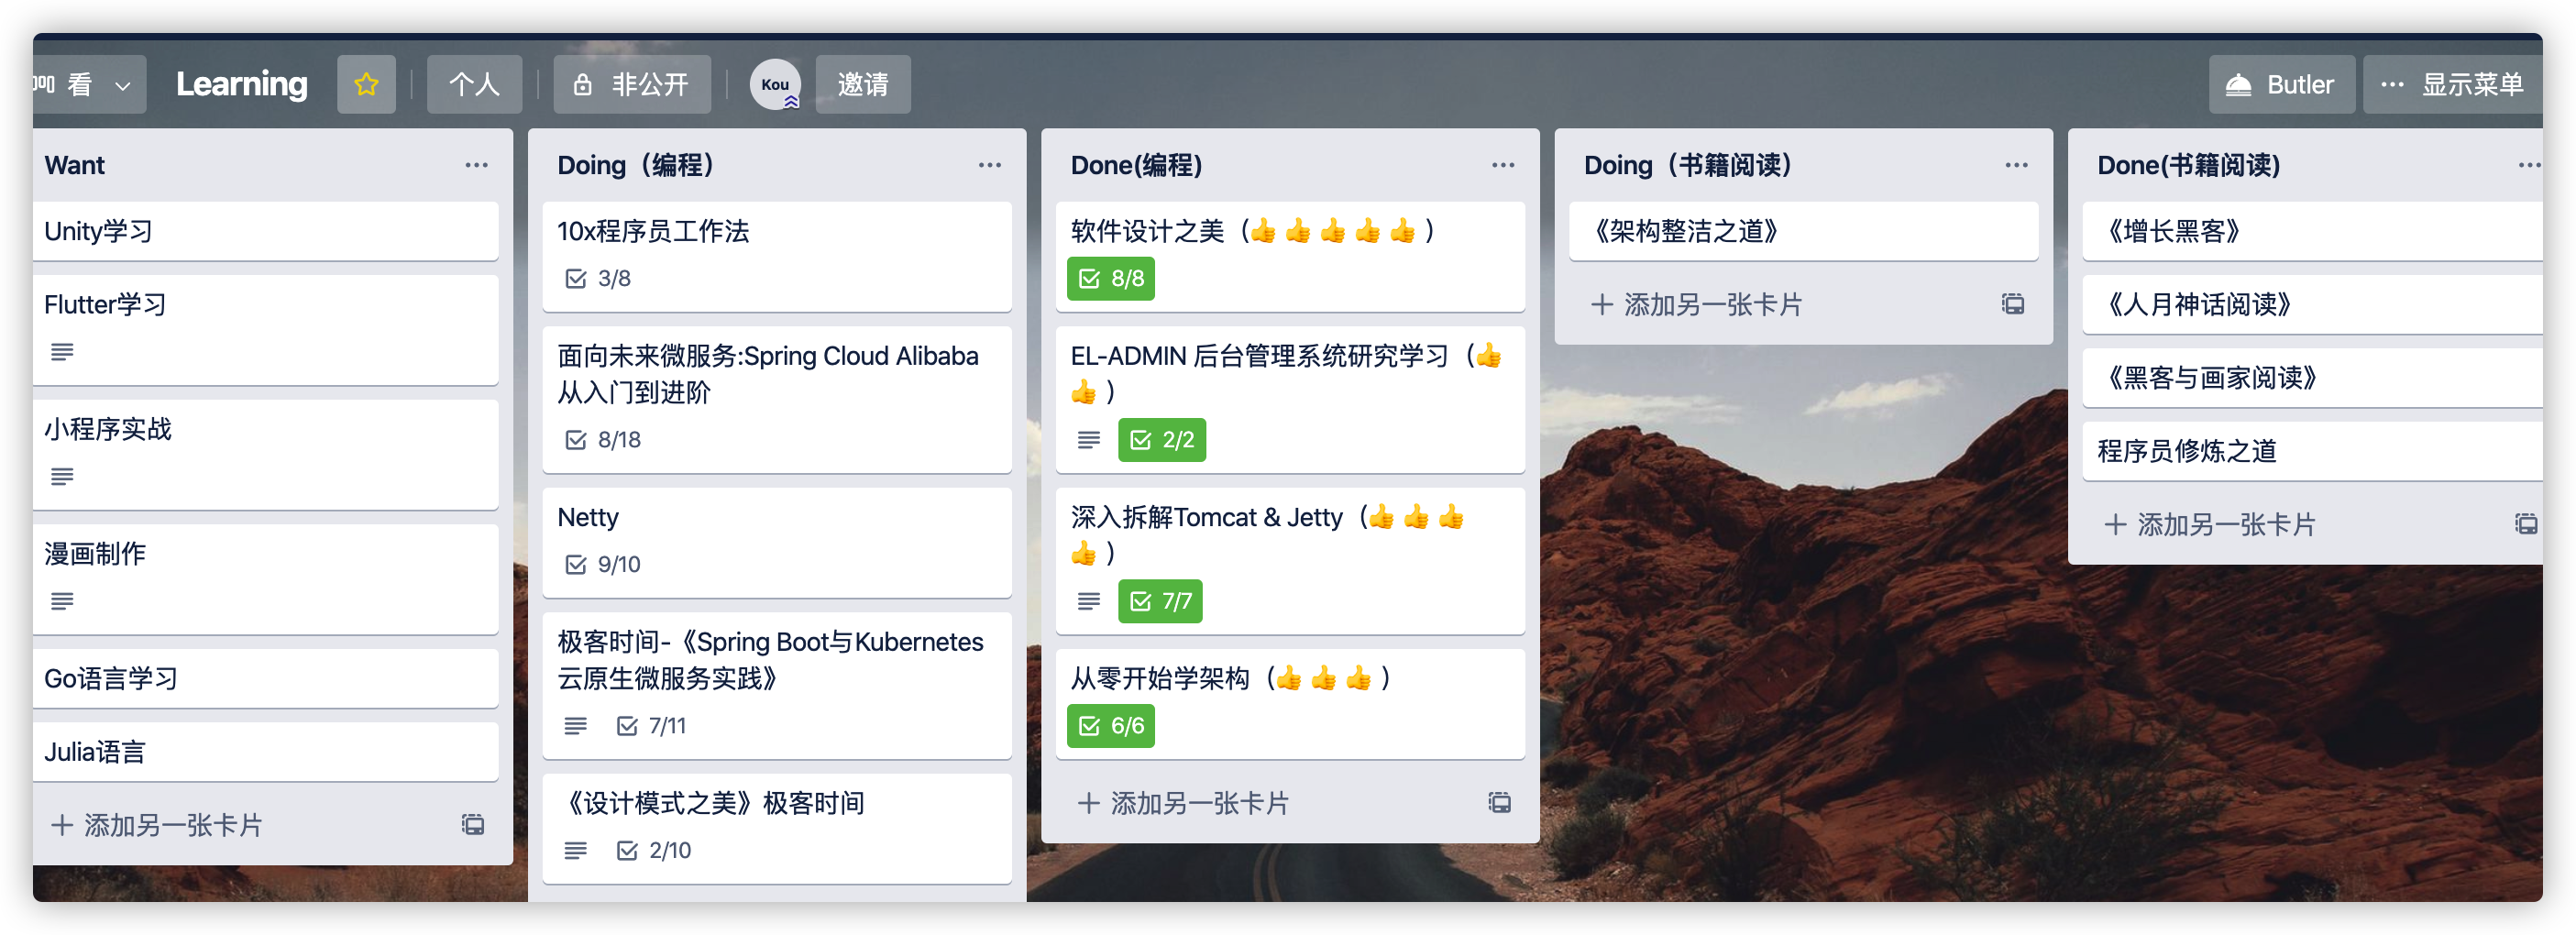 看
Learning
个人
非公开
Kou
邀请
Butler
显示菜单
Want
Unity学习
Flutter学习
小程序实战
漫画制作
Go语言学习
Julia语言
添加另一张卡片
Doing（编程）
10x程序员工作法
3/8
面向未来微服务:Spring Cloud Alibaba
从入门到进阶
8/18
Netty
9/10
极客时间-《Spring Boot与Kubernetes
云原生微服务实践》
7/11
《设计模式之美》极客时间
2/10
Done(编程)
软件设计之美（👍👍👍👍👍）
8/8
EL-ADMIN 后台管理系统研究学习（👍
👍）
2/2
深入拆解Tomcat & Jetty（👍👍👍
👍）
7/7
从零开始学架构（👍👍👍）
6/6
添加另一张卡片
Doing（书籍阅读）
《架构整洁之道》
添加另一张卡片
Done(书籍阅读)
《增长黑客》
《人月神话阅读》
《黑客与画家阅读》
程序员修炼之道
添加另一张卡片